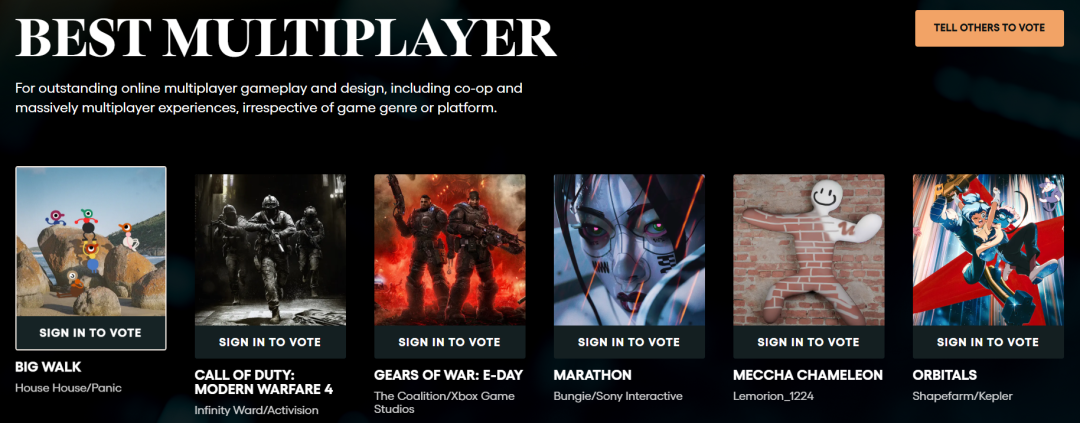 BEST MULTIPLAYER
TELL OTHERS TO VOTE
For outstanding online multiplayer gameplay and design, including co-op and
massively multiplayer experiences, irrespective of game genre or platform.
SIGN IN TO VOTE
BIG WALK
House House/Panic
SIGN IN TO VOTE
CALL OF DUTY:
MODERN WARFARE 4
Infinity Ward/Activision
SIGN IN TO VOTE
GEARS OF WAR: E-DAY
The Coalition/Xbox Game
Studios
SIGN IN TO VOTE
MARATHON
Bungie/Sony Interactive
SIGN IN TO VOTE
MECCHA CHAMELEON
Lemorion_1224
SIGN IN TO VOTE
ORBITALS
Shapefarm/Kepler